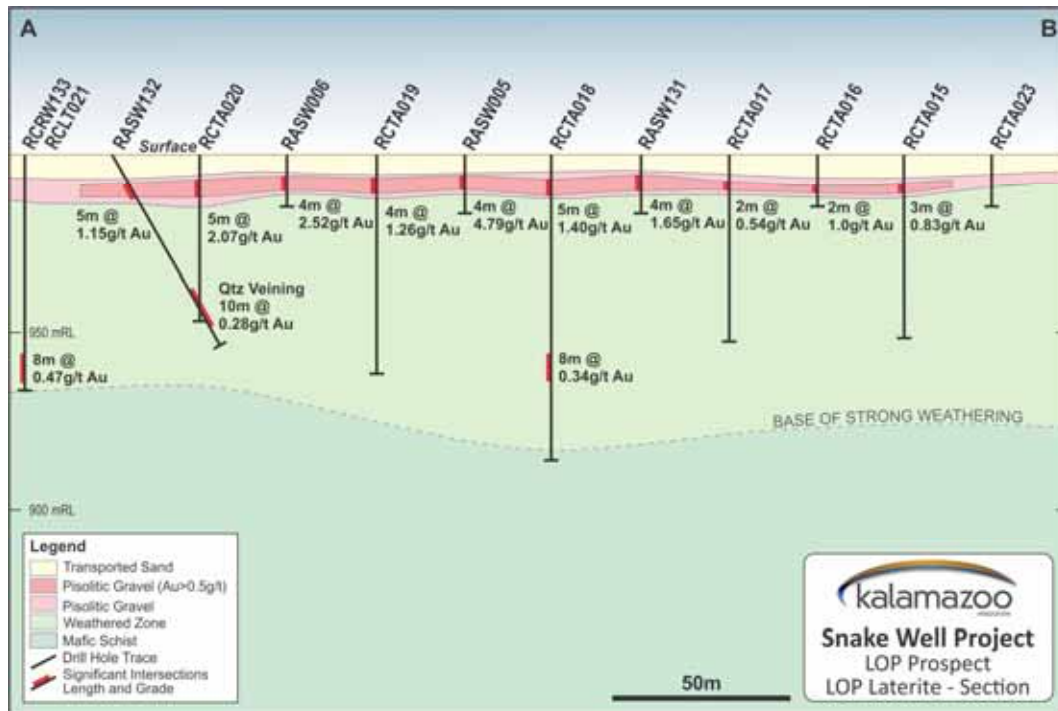 A
B
RCRW133
RCLT021
RASW132
RCTA020
RASW006
RCTA019
RASW005
RCTA018
RASW131
RCTA017
RCTA016
RCTA015
RCTA023
Surface
5m @
1.15g/t Au
5m @
2.07g/t Au
4m @
2.52g/t Au
4m @
1.26g/t Au
4m @
4.79g/t Au
5m @
1.40g/t Au
4m @
1.65g/t Au
2m @
0.54g/t Au
2m @
1.0g/t Au
3m @
0.83g/t Au
Qtz Veining
10m @
0.28g/t Au
950 mRL
8m @
0.47g/t Au
8m @
0.34g/t Au
BASE OF STRONG WEATHERING
900 mRL
Legend
Transported Sand
Pisolitic Gravel (Au>0.5g/t)
Pisolitic Gravel
Weathered Zone
Mafic Schist
Drill Hole Trace
Significant Intersections
Length and Grade
50m
kalamazoo
Snake Well Project
LOP Prospect
LOP Laterite - Section